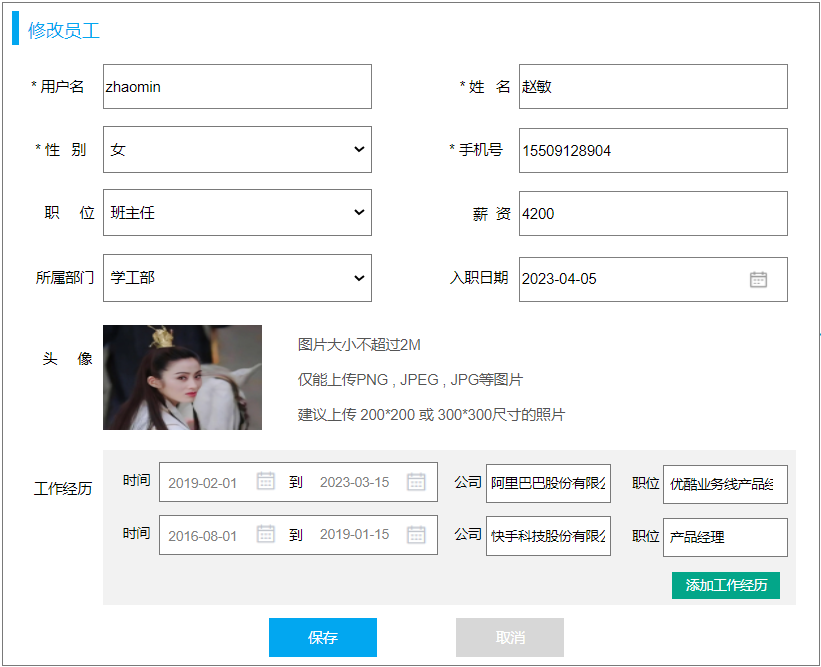 修改员工
* 用户名 zhaomin * 姓 名 赵敏
* 性 别 女 * 手机号 15509128904
职 位 班主任 薪 资 4200
所属部门 学工部 入职日期 2023-04-05
头 像
图片大小不超过2M
仅能上传PNG , JPEG , JPG等图片
建议上传 200*200 或 300*300尺寸的照片
工作经历
时间 2019-02-01 到 2023-03-15 公司 阿里巴巴股份有限 职位 优酷业务线产品
时间 2016-08-01 到 2019-01-15 公司 快手科技股份有限 职位 产品经理
添加工作经历
保存 取消